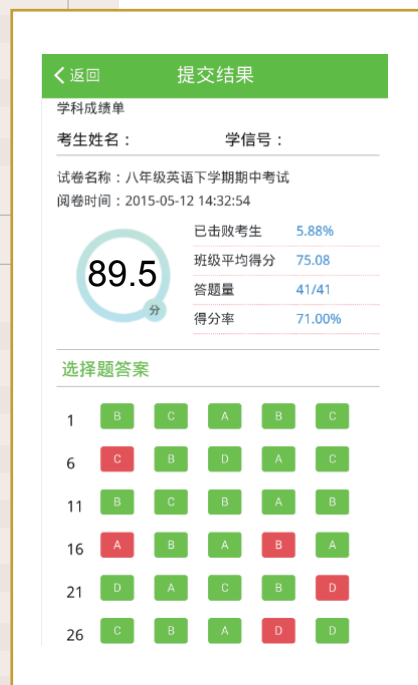 返回 提交结果
学科成绩单
考生姓名： 学信号：
试卷名称：八年级英语下学期期中考试
阅卷时间：2015-05-12 14:32:54
89.5
分
已击败考生 5.88%
班级平均得分 75.08
答题量 41/41
得分率 71.00%
选择题答案
1 B C A B C
6 C B D A C
11 B C B A B
16 A B A B A
21 D A C B D
26 C B A D D